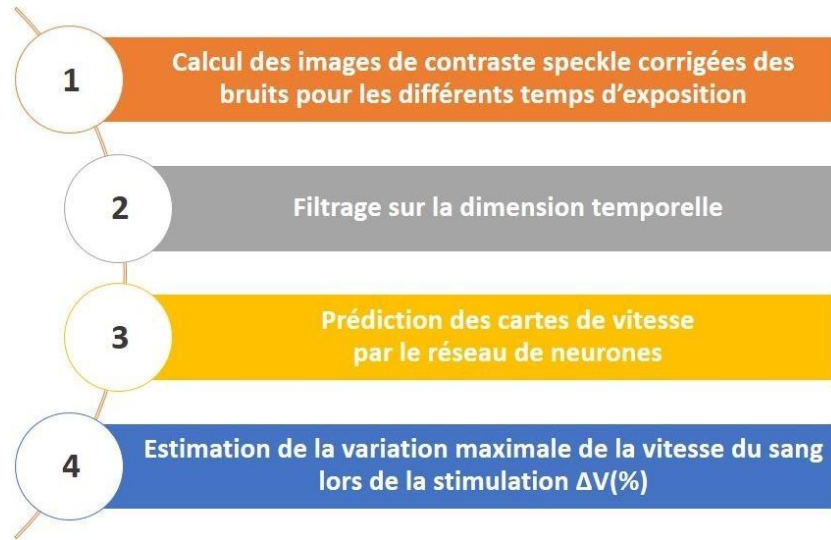 1
Calcul des images de contraste speckle corrigées des
bruits pour les différents temps d’exposition
2
Filtrage sur la dimension temporelle
3
Prédiction des cartes de vitesse
par le réseau de neurones
4
Estimation de la variation maximale de la vitesse du sang
lors de la stimulation ΔV(%)